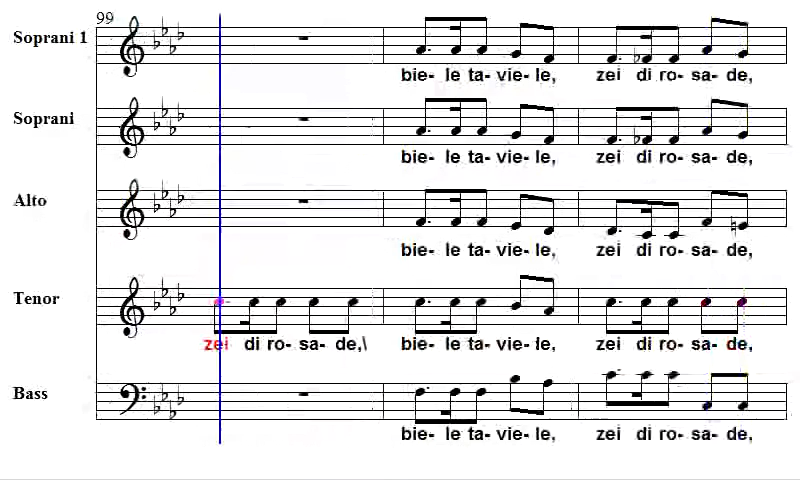 99
Soprani 1
bie- le ta- vie- le, zei di ro- sa- de,
Soprani
bie- le ta- vie- le, zei di ro- sa- de,
Alto
bie- le ta- vie- le, zei di ro- sa- de,
Tenor
zei di ro- sa- de,\ bie- le ta- vie- le, zei di ro- sa- de,
Bass
bie- le ta- vie- le, zei di ro- sa- de,